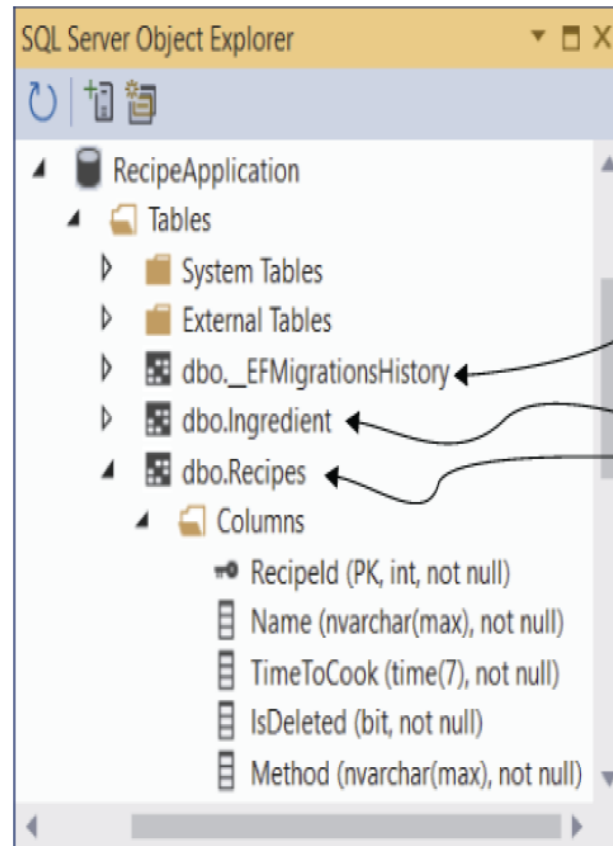 SQL Server Object Explorer
RecipeApplication
Tables
System Tables
External Tables
dbo.__EFMigrationsHistory
dbo.Ingredient
dbo.Recipes
Columns
RecipeId (PK, int, not null)
Name (nvarchar(max), not null)
TimeToCook (time(7), not null)
IsDeleted (bit, not null)
Method (nvarchar(max), not null)